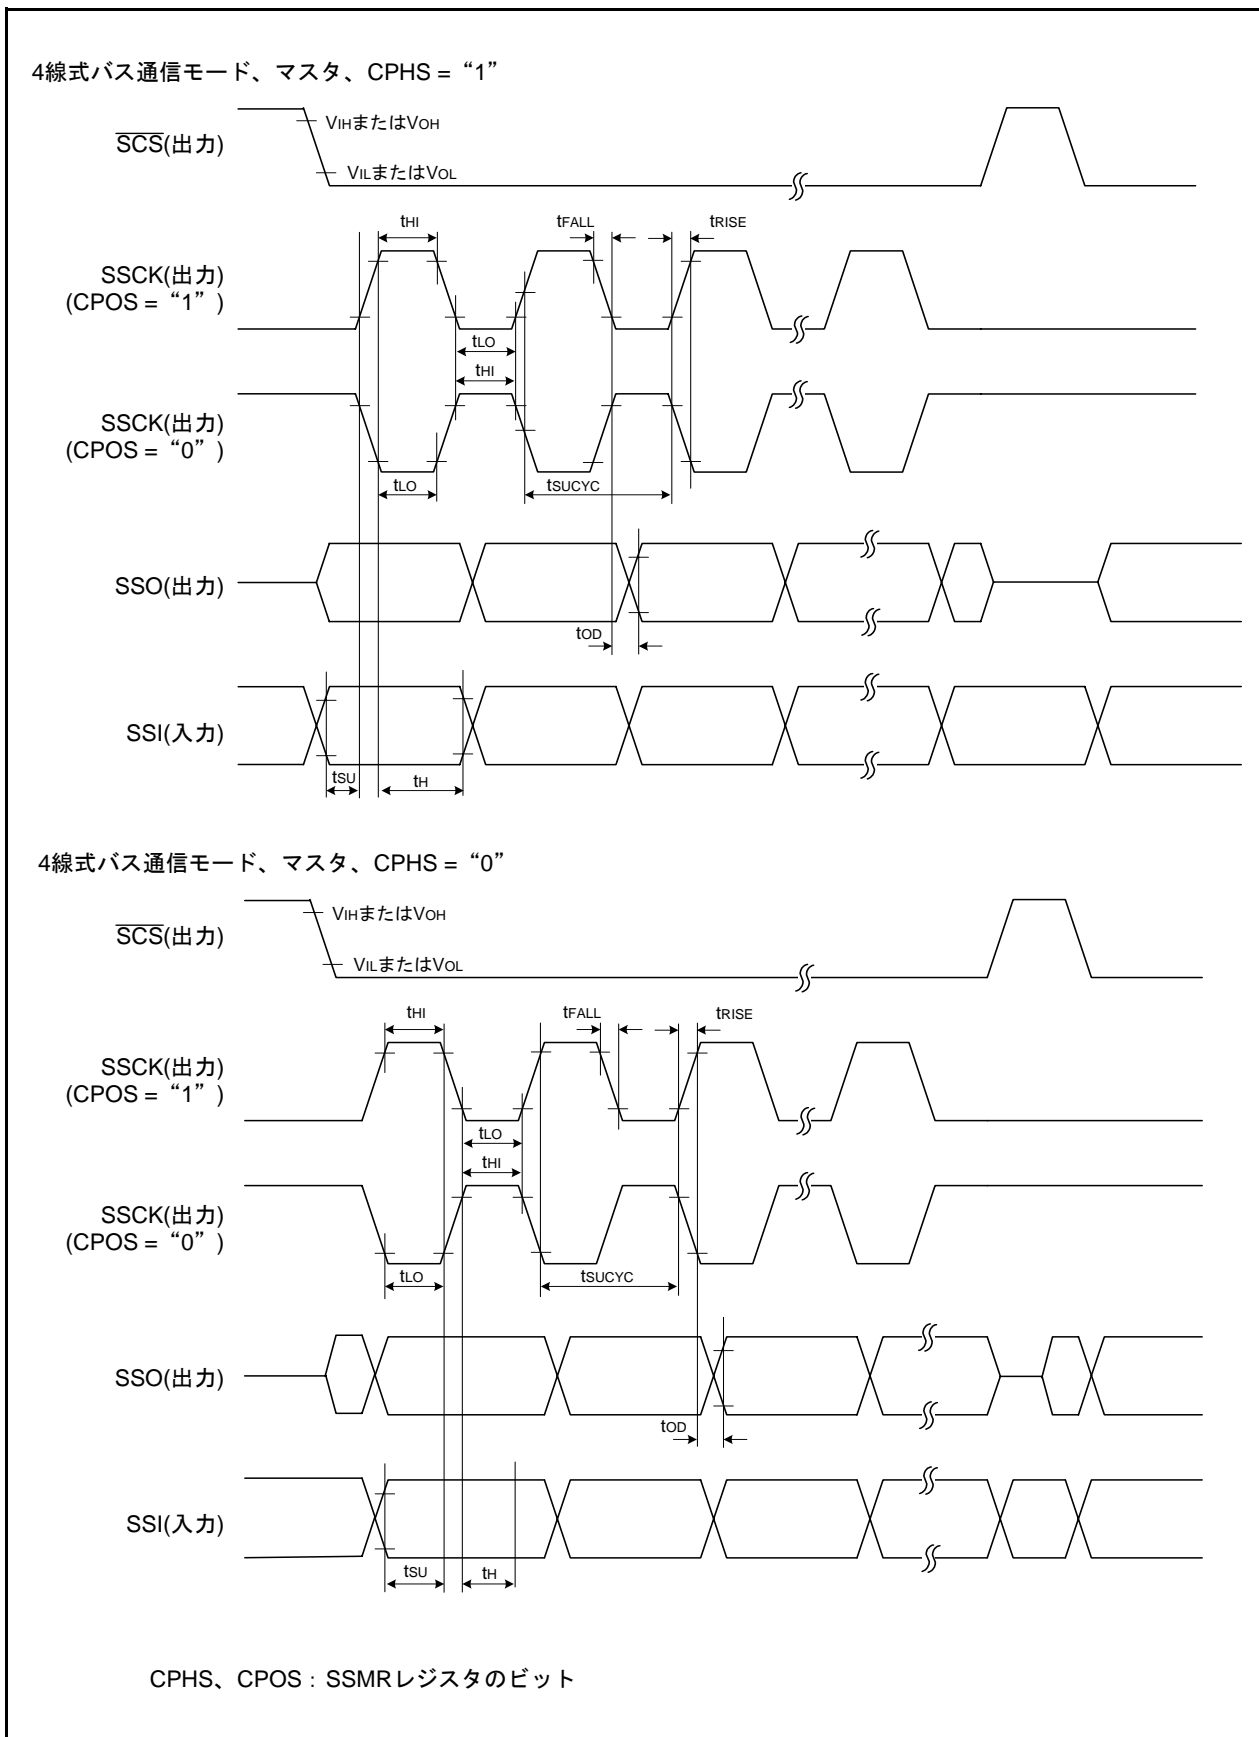 4線式バス通信モード、マスタ、CPHS = “1”
SCS(出力)
VIHまたはVOH
VILまたはVOL
tHI
tFALL
tRISE
SSCK(出力)
(CPOS = “1” )
tLO
tHI
SSCK(出力)
(CPOS = “0” )
tLO
tSUCYC
SSO(出力)
tOD
SSI(入力)
tSU
tH
4線式バス通信モード、マスタ、CPHS = “0”
SCS(出力)
VIHまたはVOH
VILまたはVOL
tHI
tFALL
tRISE
SSCK(出力)
(CPOS = “1” )
tLO
tHI
SSCK(出力)
(CPOS = “0” )
tLO
tSUCYC
SSO(出力)
tOD
SSI(入力)
tSU
tH
CPHS、CPOS : SSMRレジスタのビット